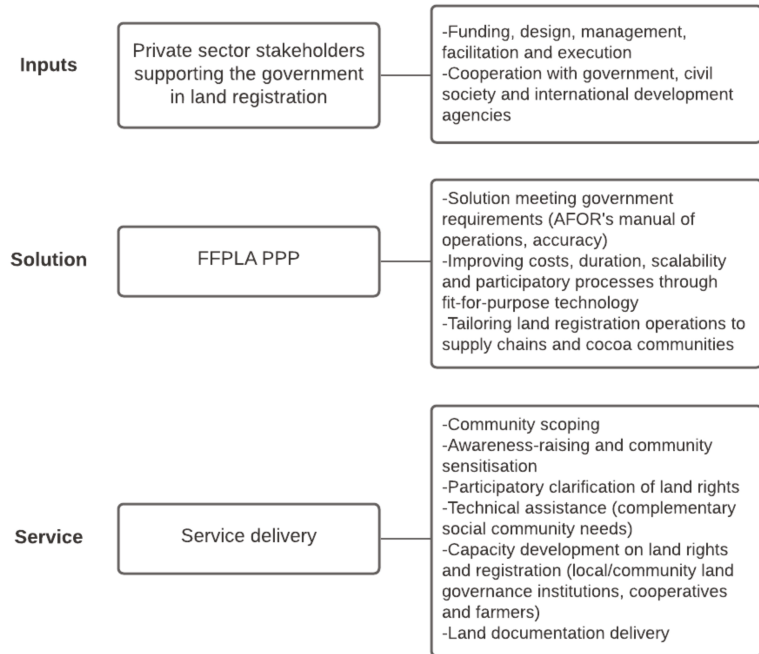 Inputs
Private sector stakeholders
supporting the government
in land registration
-Funding, design, management,
facilitation and execution
-Cooperation with government, civil
society and international development
agencies
Solution
FFPLA PPP
-Solution meeting government
requirements (AFOR's manual of
operations, accuracy)
-Improving costs, duration, scalability
and participatory processes through
fit-for-purpose technology
-Tailoring land registration operations to
supply chains and cocoa communities
Service
Service delivery
-Community scoping
-Awareness-raising and community
sensitisation
-Participatory clarification of land rights
-Technical assistance (complementary
social community needs)
-Capacity development on land rights
and registration (local/community land
governance institutions, cooperatives
and farmers)
-Land documentation delivery